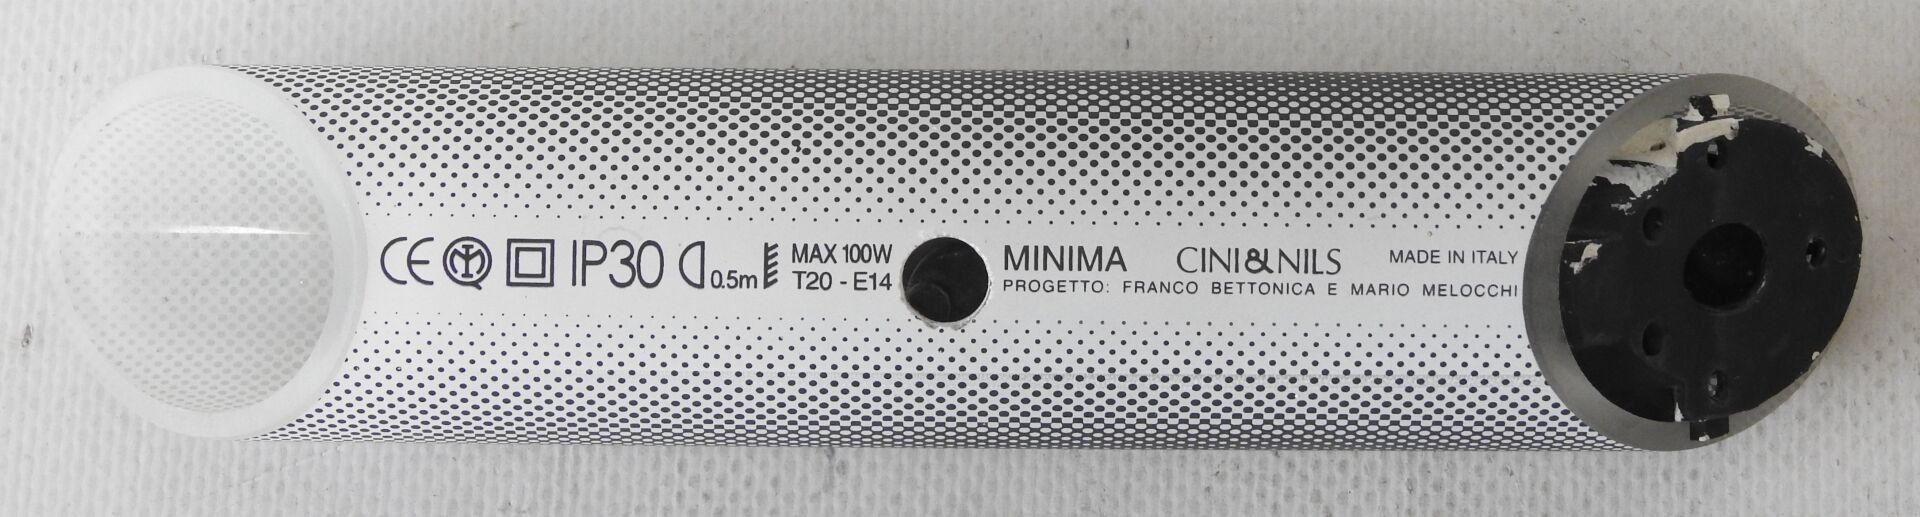 CE IMQ IP30 0.5m
MAX 100W
T20 - E14
MINIMA CINI&NILS MADE IN ITALY
PROGETTO: FRANCO BETTONICA E MARIO MELOCCHI